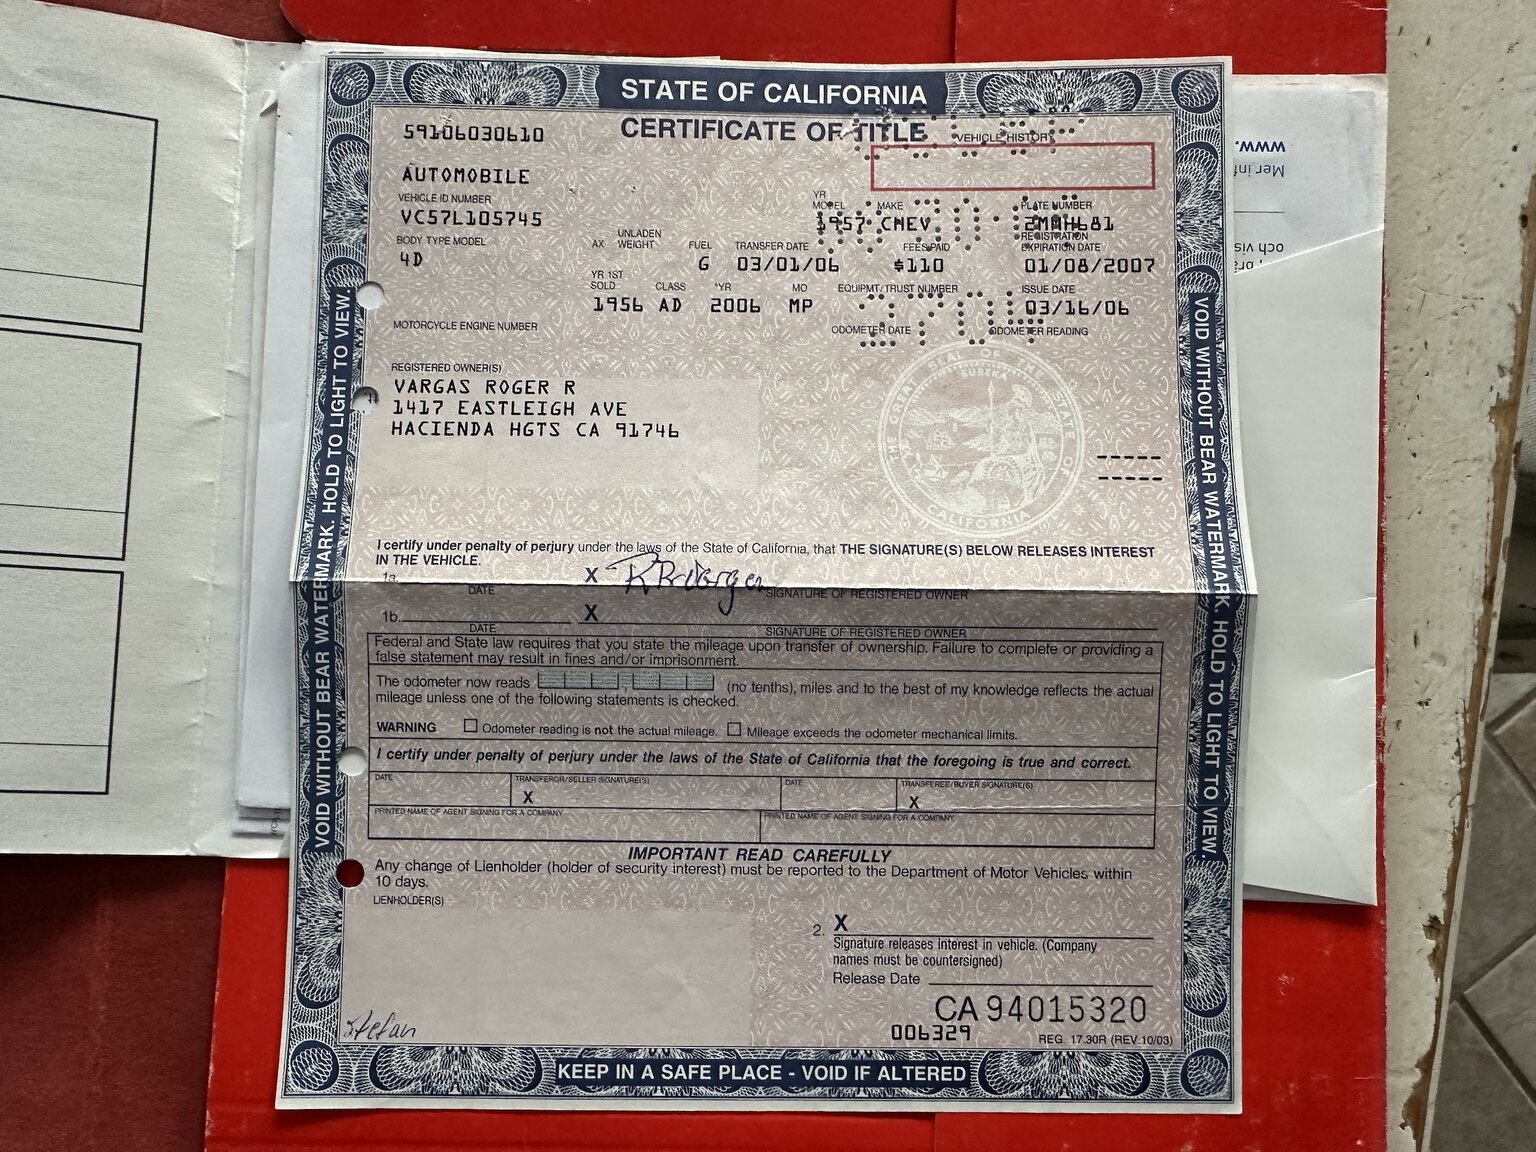 STATE OF CALIFORNIA
CERTIFICATE OF TITLE
VEHICLE HISTORY
59106030610
AUTOMOBILE
VEHICLE ID NUMBER
VC57L105745
YR MODEL
1957
MAKE
CHEV
PLATE NUMBER
2MMH681
BODY TYPE MODEL
4D
AX
UNLADEN WEIGHT
FUEL
G
TRANSFER DATE
03/01/06
FEES PAID
$110
REGISTRATION EXPIRATION DATE
01/08/2007
YR 1ST SOLD
1956
CLASS
AD
*YR
2006
MO
MP
EQUIPMT/TRUST NUMBER
ISSUE DATE
03/16/06
MOTORCYCLE ENGINE NUMBER
ODOMETER DATE
ODOMETER READING
REGISTERED OWNER(S)
VARGAS ROGER R
1417 EASTLEIGH AVE
HACIENDA HGTS CA 91746
EUREKA
I certify under penalty of perjury under the laws of the State of California, that THE SIGNATURE(S) BELOW RELEASES INTEREST
IN THE VEHICLE.
1a.
X
DATE
SIGNATURE OF REGISTERED OWNER
1b.
X
DATE
SIGNATURE OF REGISTERED OWNER
Federal and State law requires that you state the mileage upon transfer of ownership. Failure to complete or providing a
false statement may result in fines and/or imprisonment.
The odometer now reads , (no tenths), miles and to the best of my knowledge reflects the actual
mileage unless one of the following statements is checked.
WARNING Odometer reading is not the actual mileage. Mileage exceeds the odometer mechanical limits.
I certify under penalty of perjury under the laws of the State of California that the foregoing is true and correct.
DATE
TRANSFEROR/SELLER SIGNATURE(S)
X
DATE
TRANSFEREE/BUYER SIGNATURE(S)
X
PRINTED NAME OF AGENT SIGNING FOR A COMPANY
PRINTED NAME OF AGENT SIGNING FOR A COMPANY
IMPORTANT READ CAREFULLY
Any change of Lienholder (holder of security interest) must be reported to the Department of Motor Vehicles within
10 days.
LIENHOLDER(S)
2. X
Signature releases interest in vehicle. (Company
names must be countersigned)
Release Date
CA 94015320
006329
REG. 17.30R (REV.10/03)
Stefan
KEEP IN A SAFE PLACE - VOID IF ALTERED
VOID WITHOUT BEAR WATERMARK. HOLD TO LIGHT TO VIEW.
VOID WITHOUT BEAR WATERMARK. HOLD TO LIGHT TO VIEW.
www.
Mer inf
och vis